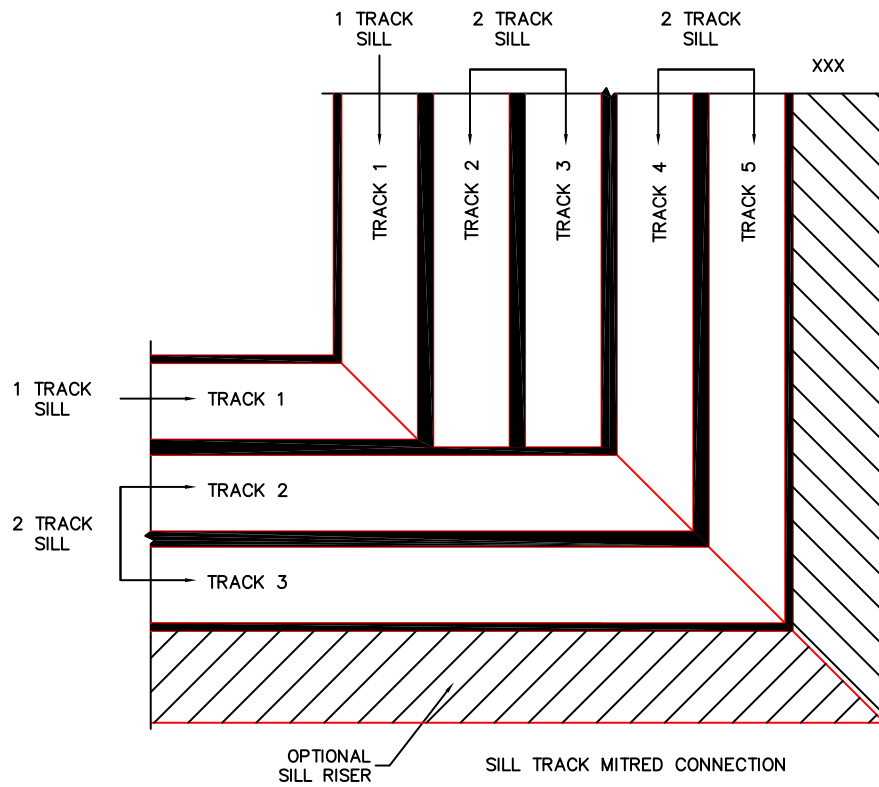 1 TRACK
SILL
2 TRACK
SILL
2 TRACK
SILL
XXX
TRACK 1
TRACK 2
TRACK 3
TRACK 4
TRACK 5
1 TRACK
SILL
TRACK 1
2 TRACK
SILL
TRACK 2
TRACK 3
OPTIONAL
SILL RISER
SILL TRACK MITRED CONNECTION